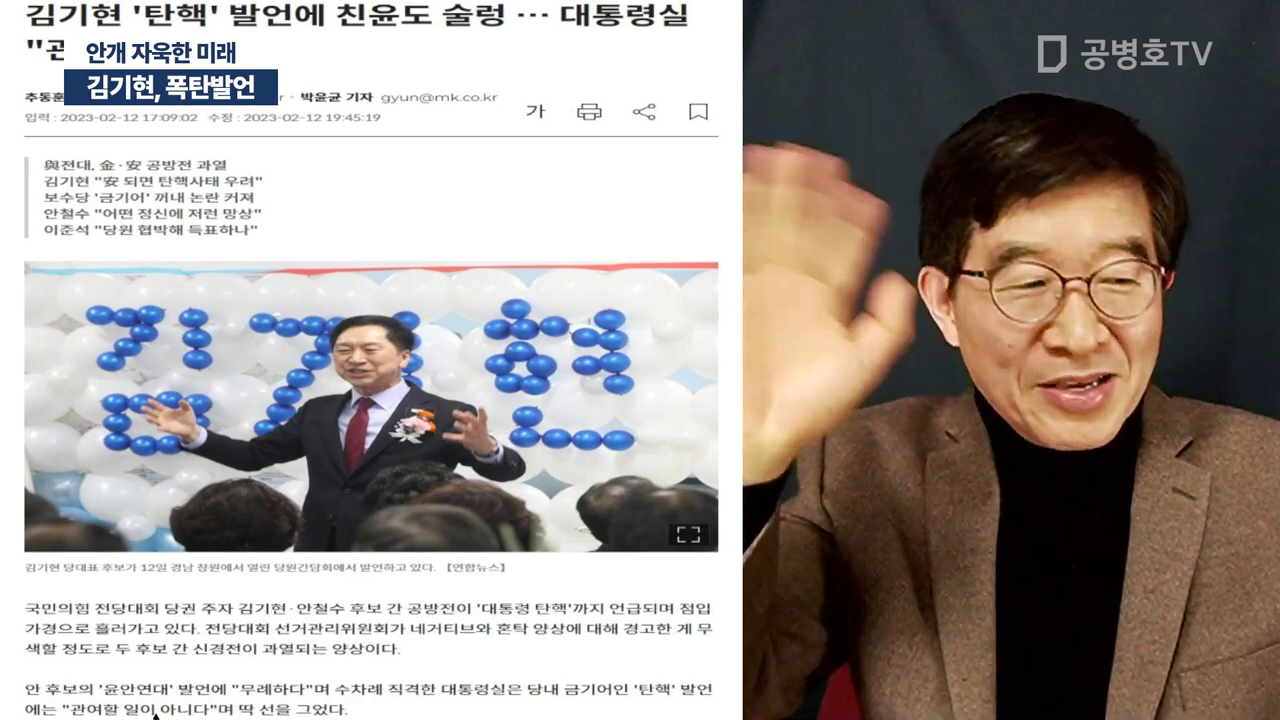 김기현 '탄핵' 발언에 친윤도 술렁 … 대통령실
"관
안개 자욱한 미래
김기현, 폭탄발언
공병호TV
추동훈 r · 박윤균 기자 gyun@mk.co.kr
입력 : 2023-02-12 17:09:02 수정 : 2023-02-12 19:45:19
가
與전대, 金·安 공방전 과열
김기현 "安 되면 탄핵사태 우려"
보수당 '금기어' 꺼내 논란 커져
안철수 "어떤 정신에 저런 망상"
이준석 "당원 협박해 득표하나"
김기현 당대표 후보가 12일 경남 창원에서 열린 당원간담회에서 발언하고 있다. 【연합뉴스】
국민의힘 전당대회 당권 주자 김기현·안철수 후보 간 공방전이 '대통령 탄핵'까지 언급되며 점입
가경으로 흘러가고 있다. 전당대회 선거관리위원회가 네거티브와 혼탁 양상에 대해 경고한 게 무
색할 정도로 두 후보 간 신경전이 과열되는 양상이다.
안 후보의 '윤안연대' 발언에 "무례하다"며 수차례 직격한 대통령실은 당내 금기어인 '탄핵' 발언
에는 "관여할 일이 아니다"며 딱 선을 그었다.